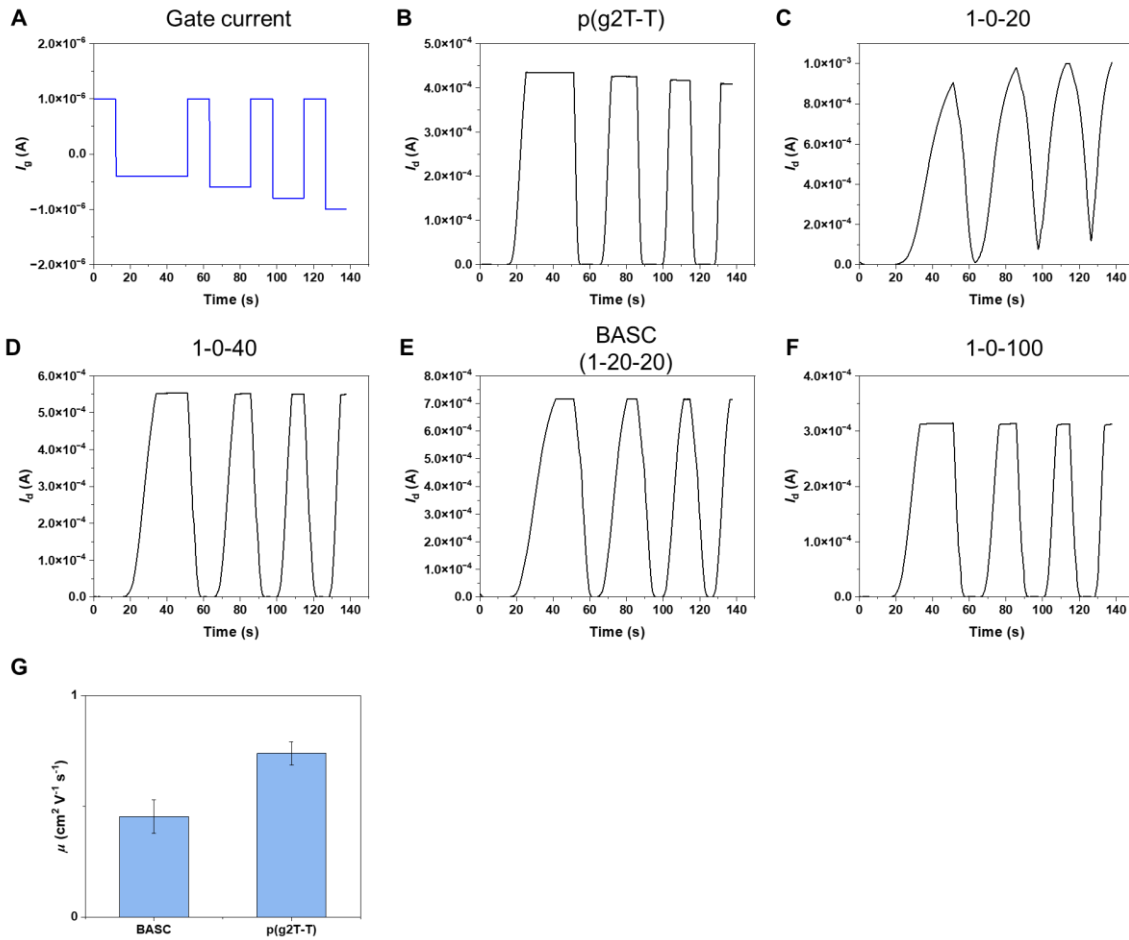 A
Gate current
2.0×10⁻⁶
1.0×10⁻⁶
0.0
−1.0×10⁻⁶
−2.0×10⁻⁶
I_g (A)
0 20 40 60 80 100 120 140
Time (s)
B
p(g2T-T)
5.0×10⁻⁴
4.0×10⁻⁴
3.0×10⁻⁴
2.0×10⁻⁴
1.0×10⁻⁴
0.0
I_d (A)
0 20 40 60 80 100 120 140
Time (s)
C
1-0-20
1.0×10⁻³
8.0×10⁻⁴
6.0×10⁻⁴
4.0×10⁻⁴
2.0×10⁻⁴
0.0
I_d (A)
0 20 40 60 80 100 120 140
Time (s)
D
1-0-40
6.0×10⁻⁴
5.0×10⁻⁴
4.0×10⁻⁴
3.0×10⁻⁴
2.0×10⁻⁴
1.0×10⁻⁴
0.0
I_d (A)
0 20 40 60 80 100 120 140
Time (s)
E
BASC
(1-20-20)
8.0×10⁻⁴
7.0×10⁻⁴
6.0×10⁻⁴
5.0×10⁻⁴
4.0×10⁻⁴
3.0×10⁻⁴
2.0×10⁻⁴
1.0×10⁻⁴
0.0
I_d (A)
0 20 40 60 80 100 120 140
Time (s)
F
1-0-100
4.0×10⁻⁴
3.0×10⁻⁴
2.0×10⁻⁴
1.0×10⁻⁴
0.0
I_d (A)
0 20 40 60 80 100 120 140
Time (s)
G
1
0
μ (cm² V⁻¹ s⁻¹)
BASC p(g2T-T)